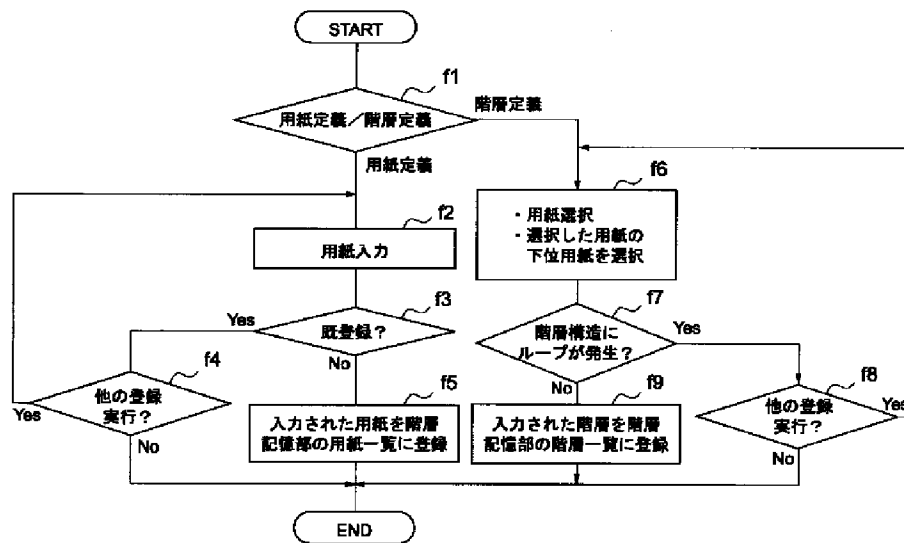 START
f1
用紙定義／階層定義
階層定義
用紙定義
f6
・用紙選択
・選択した用紙の
下位用紙を選択
f2
用紙入力
f3
既登録？
Yes
No
f7
階層構造に
ループが発生？
Yes
No
f4
他の登録
実行？
Yes
No
f5
入力された用紙を階層
記憶部の用紙一覧に登録
f9
入力された階層を階層
記憶部の階層一覧に登録
f8
他の登録
実行？
Yes
No
END